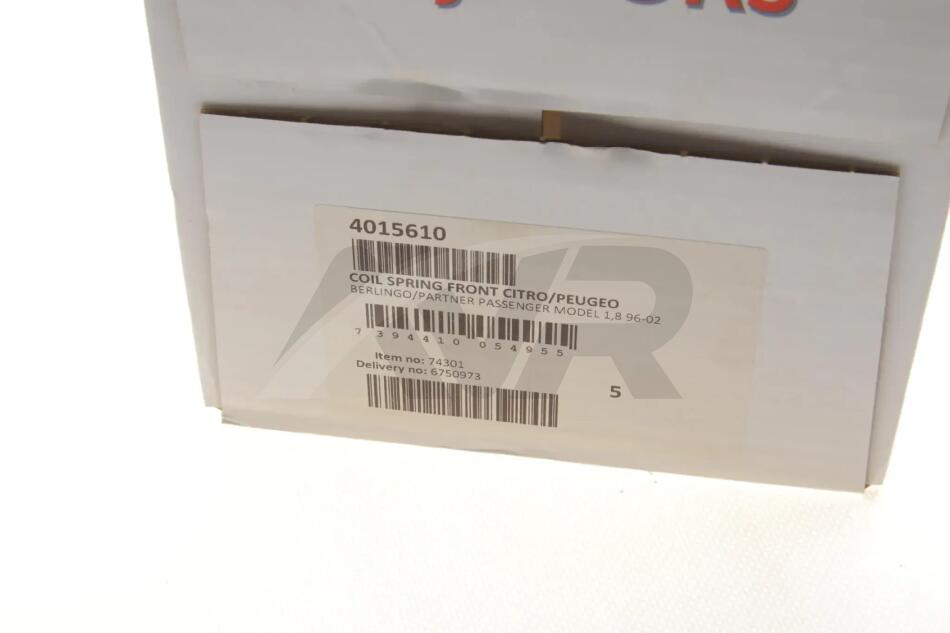 4015610
COIL SPRING FRONT CITRO/PEUGEO
BERLINGO/PARTNER PASSENGER MODEL 1,8 96-02
7 394410 054955
Item no: 74301
Delivery no: 6750973
5